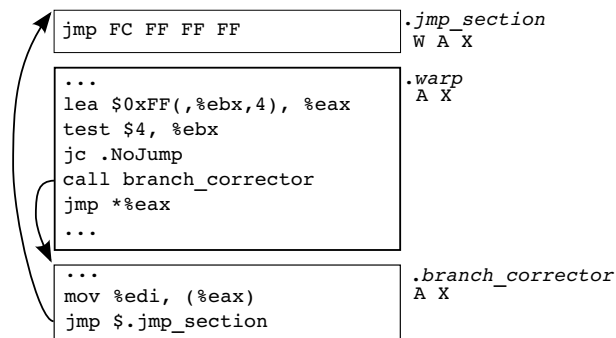 jmp FC FF FF FF
.jmp_section
W A X
...
.warp
A X
lea $0xFF(,%ebx,4), %eax
test $4, %ebx
jc .NoJump
call branch_corrector
jmp *%eax
...
...
.branch_corrector
A X
mov %edi, (%eax)
jmp $.jmp_section